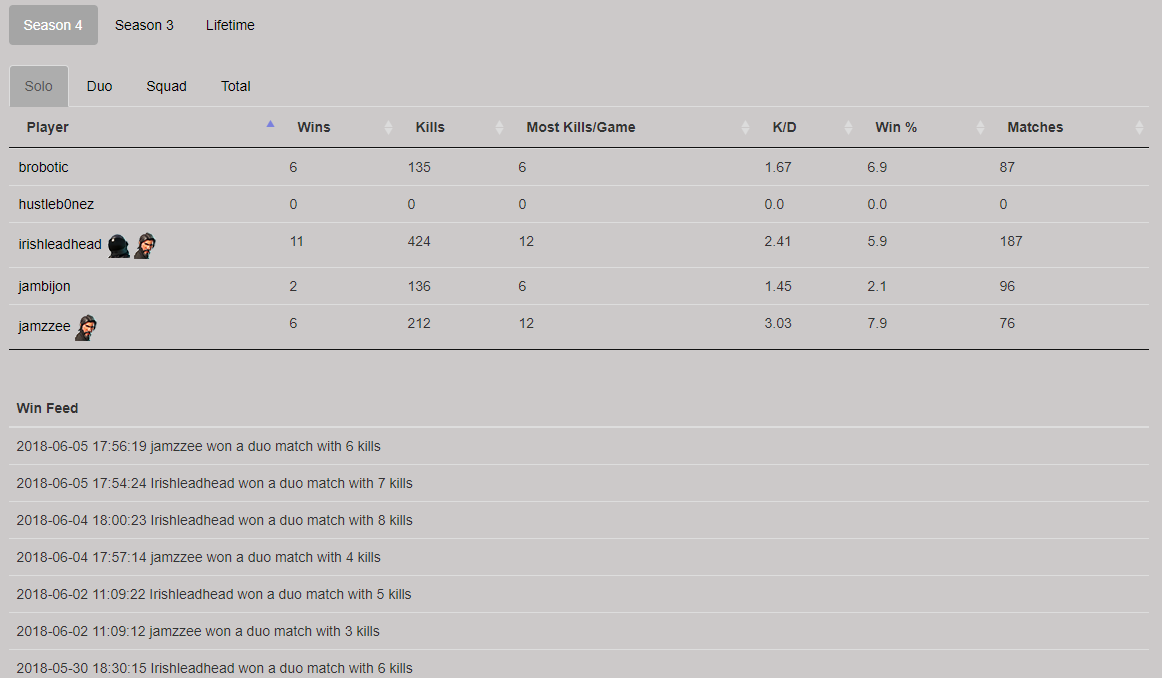 Season 4 Season 3 Lifetime
Solo Duo Squad Total
Player Wins Kills Most Kills/Game K/D Win % Matches
brobotic 6 135 6 1.67 6.9 87
hustleb0nez 0 0 0 0.0 0.0 0
irishleadhead 11 424 12 2.41 5.9 187
jambijon 2 136 6 1.45 2.1 96
jamzzee 6 212 12 3.03 7.9 76
Win Feed
2018-06-05 17:56:19 jamzzee won a duo match with 6 kills
2018-06-05 17:54:24 Irishleadhead won a duo match with 7 kills
2018-06-04 18:00:23 Irishleadhead won a duo match with 8 kills
2018-06-04 17:57:14 jamzzee won a duo match with 4 kills
2018-06-02 11:09:22 Irishleadhead won a duo match with 5 kills
2018-06-02 11:09:12 jamzzee won a duo match with 3 kills
2018-05-30 18:30:15 Irishleadhead won a duo match with 6 kills